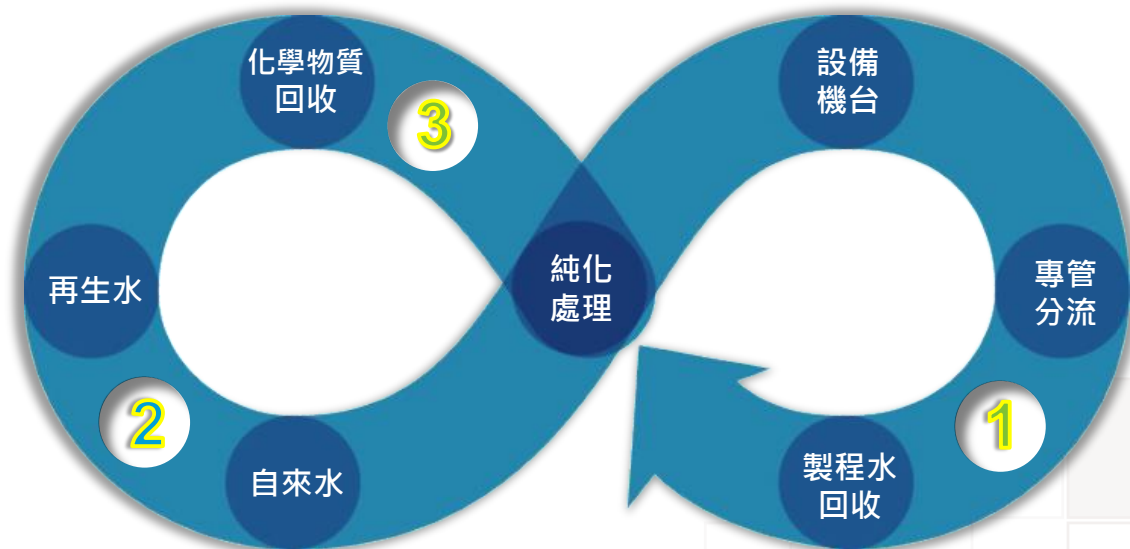 化學物質
回收
3
設備
機台
再生水
純化
處理
專管
分流
2
1
自來水
製程水
回收